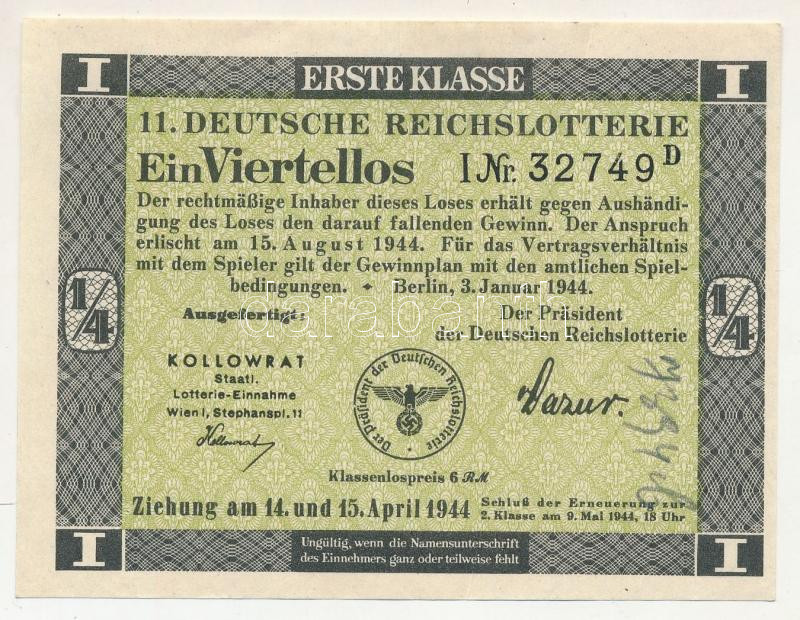 I ERSTE KLASSE I
11. DEUTSCHE REICHSLOTTERIE
Ein Viertellos I Nr. 32749 D
Der rechtmäßige Inhaber dieses Loses erhält gegen Aushändi-
gung des Loses den darauf fallenden Gewinn. Der Anspruch
erlischt am 15. August 1944. Für das Vertragsverhältnis
mit dem Spieler gilt der Gewinnplan mit den amtlichen Spiel-
bedingungen. ✦ Berlin, 3. Januar 1944.
1/4 1/4
darabanth
Ausgefertigt:
Der Präsident
der Deutschen Reichslotterie
KOLLOWRAT
Staatl.
Lotterie-Einnahme
Wien I, Stephanspl. 11
Kollowrat
Der Präsident der Deutschen Reichslotterie
Dazur.
Klassenlospreis 6 RM
Ziehung am 14. und 15. April 1944
Schluß der Erneuerung zur
2. Klasse am 9. Mai 1944, 18 Uhr
I I
Ungültig, wenn die Namensunterschrift
des Einnehmers ganz oder teilweise fehlt